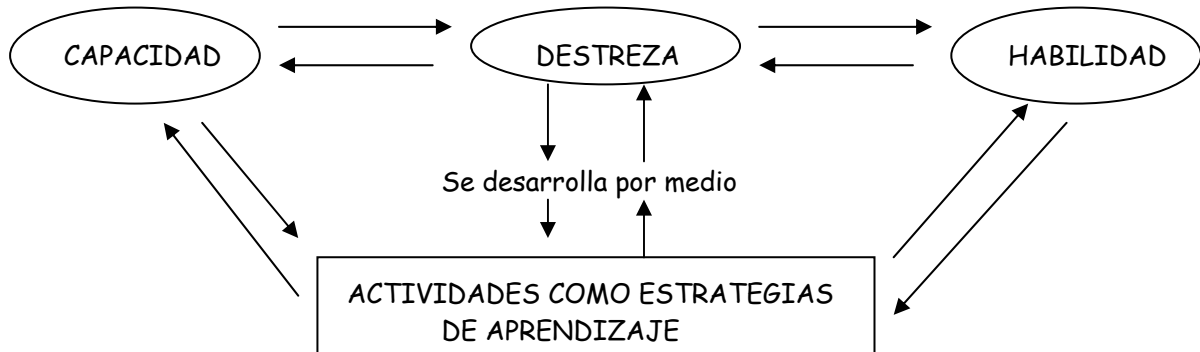 CAPACIDAD DESTREZA HABILIDAD
Se desarrolla por medio
ACTIVIDADES COMO ESTRATEGIAS
DE APRENDIZAJE